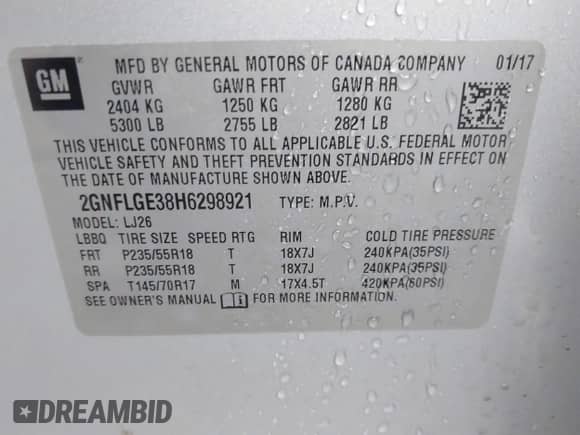 GM
MFD BY GENERAL MOTORS OF CANADA COMPANY 01/17
GVWR GAWR FRT GAWR RR
2404 KG 1250 KG 1280 KG
5300 LB 2755 LB 2821 LB
THIS VEHICLE CONFORMS TO ALL APPLICABLE U.S. FEDERAL MOTOR
VEHICLE SAFETY AND THEFT PREVENTION STANDARDS IN EFFECT ON
THE DATE OF MANUFACTURE SHOWN ABOVE.
2GNFLGE38H6298921 TYPE: M.P.V.
MODEL: LJ26
LBBQ TIRE SIZE SPEED RTG RIM COLD TIRE PRESSURE
FRT P235/55R18 T 18X7J 240KPA(35PSI)
RR P235/55R18 T 18X7J 240KPA(35PSI)
SPA T145/70R17 M 17X4.5T 420KPA(60PSI)
SEE OWNER'S MANUAL FOR MORE INFORMATION.
DREAMBID